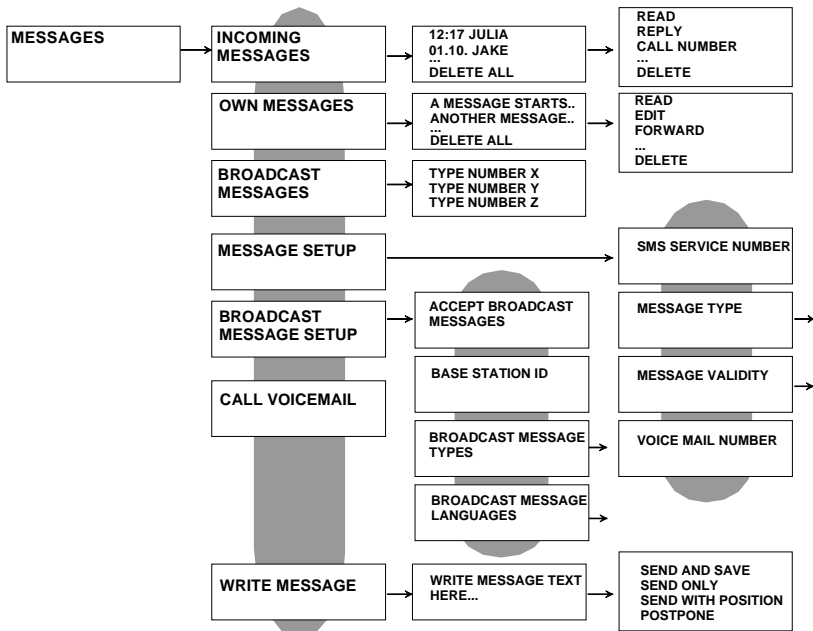 MESSAGES
INCOMING
MESSAGES
12:17 JULIA
01.10. JAKE
...
DELETE ALL
READ
REPLY
CALL NUMBER
...
DELETE
OWN MESSAGES
A MESSAGE STARTS..
ANOTHER MESSAGE..
...
DELETE ALL
READ
EDIT
FORWARD
...
DELETE
BROADCAST
MESSAGES
TYPE NUMBER X
TYPE NUMBER Y
TYPE NUMBER Z
MESSAGE SETUP
SMS SERVICE NUMBER
BROADCAST
MESSAGE SETUP
ACCEPT BROADCAST
MESSAGES
MESSAGE TYPE
CALL VOICEMAIL
BASE STATION ID
MESSAGE VALIDITY
BROADCAST MESSAGE
TYPES
VOICE MAIL NUMBER
BROADCAST MESSAGE
LANGUAGES
WRITE MESSAGE
WRITE MESSAGE TEXT
HERE...
SEND AND SAVE
SEND ONLY
SEND WITH POSITION
POSTPONE